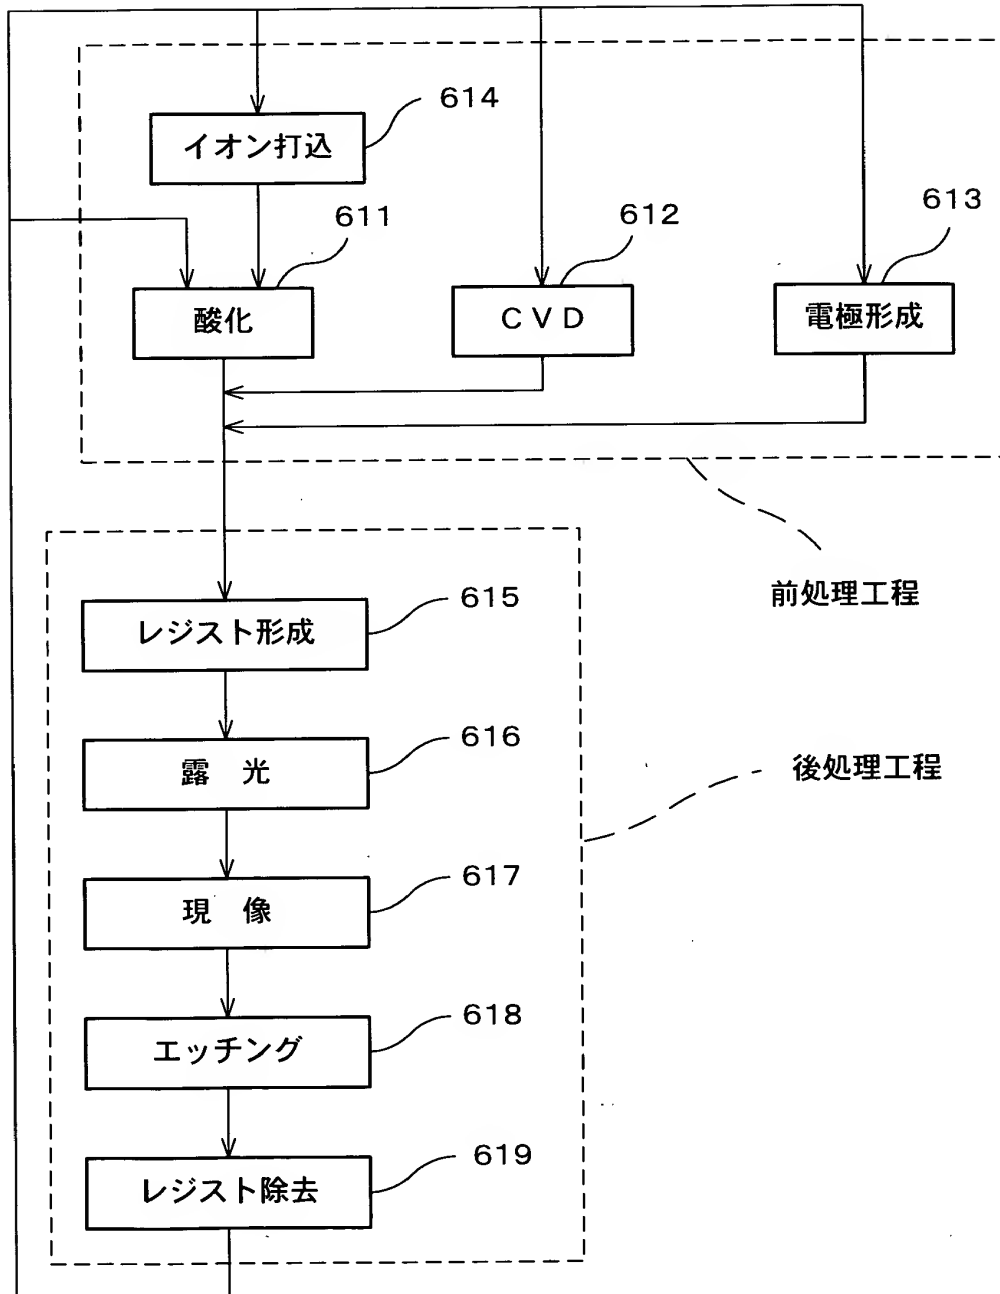 614
イオン打込
611
612
613
酸化
CVD
電極形成
前処理工程
615
レジスト形成
616
露 光
後処理工程
617
現 像
618
エッチング
619
レジスト除去